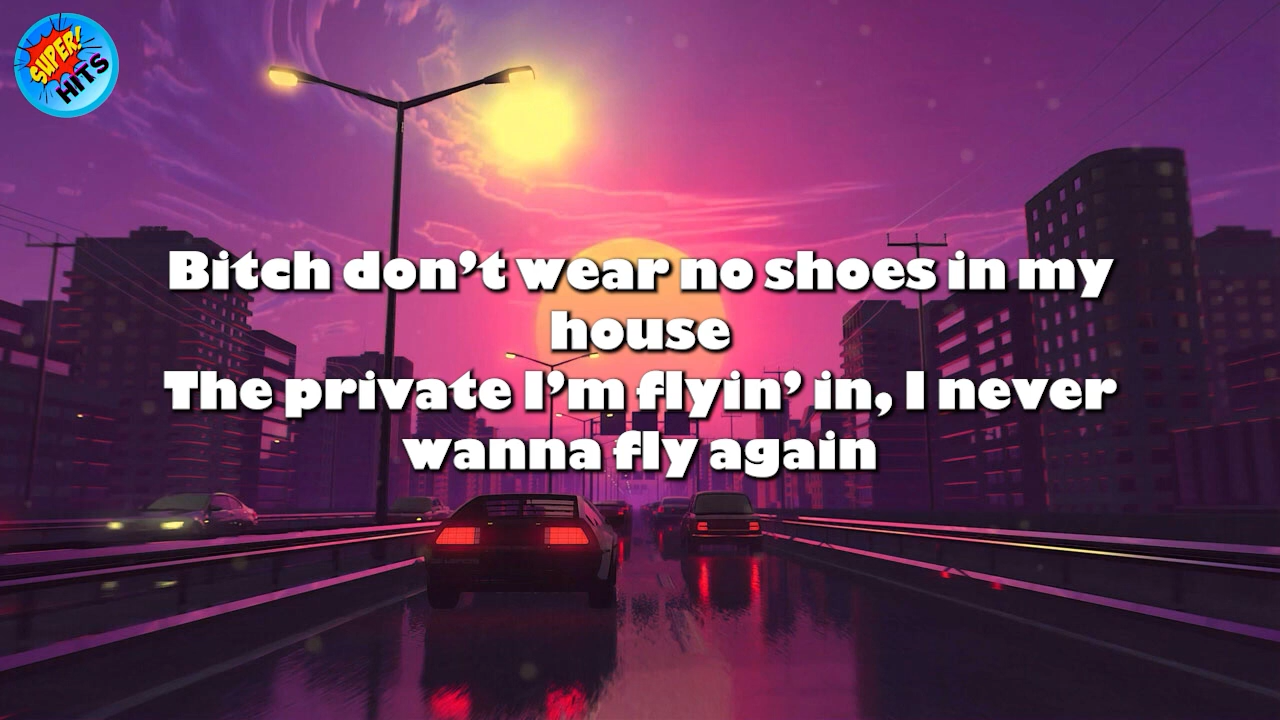 SUPER!
HITS
Bitch don’t wear no shoes in my
house
The private I’m flyin’ in, I never
wanna fly again